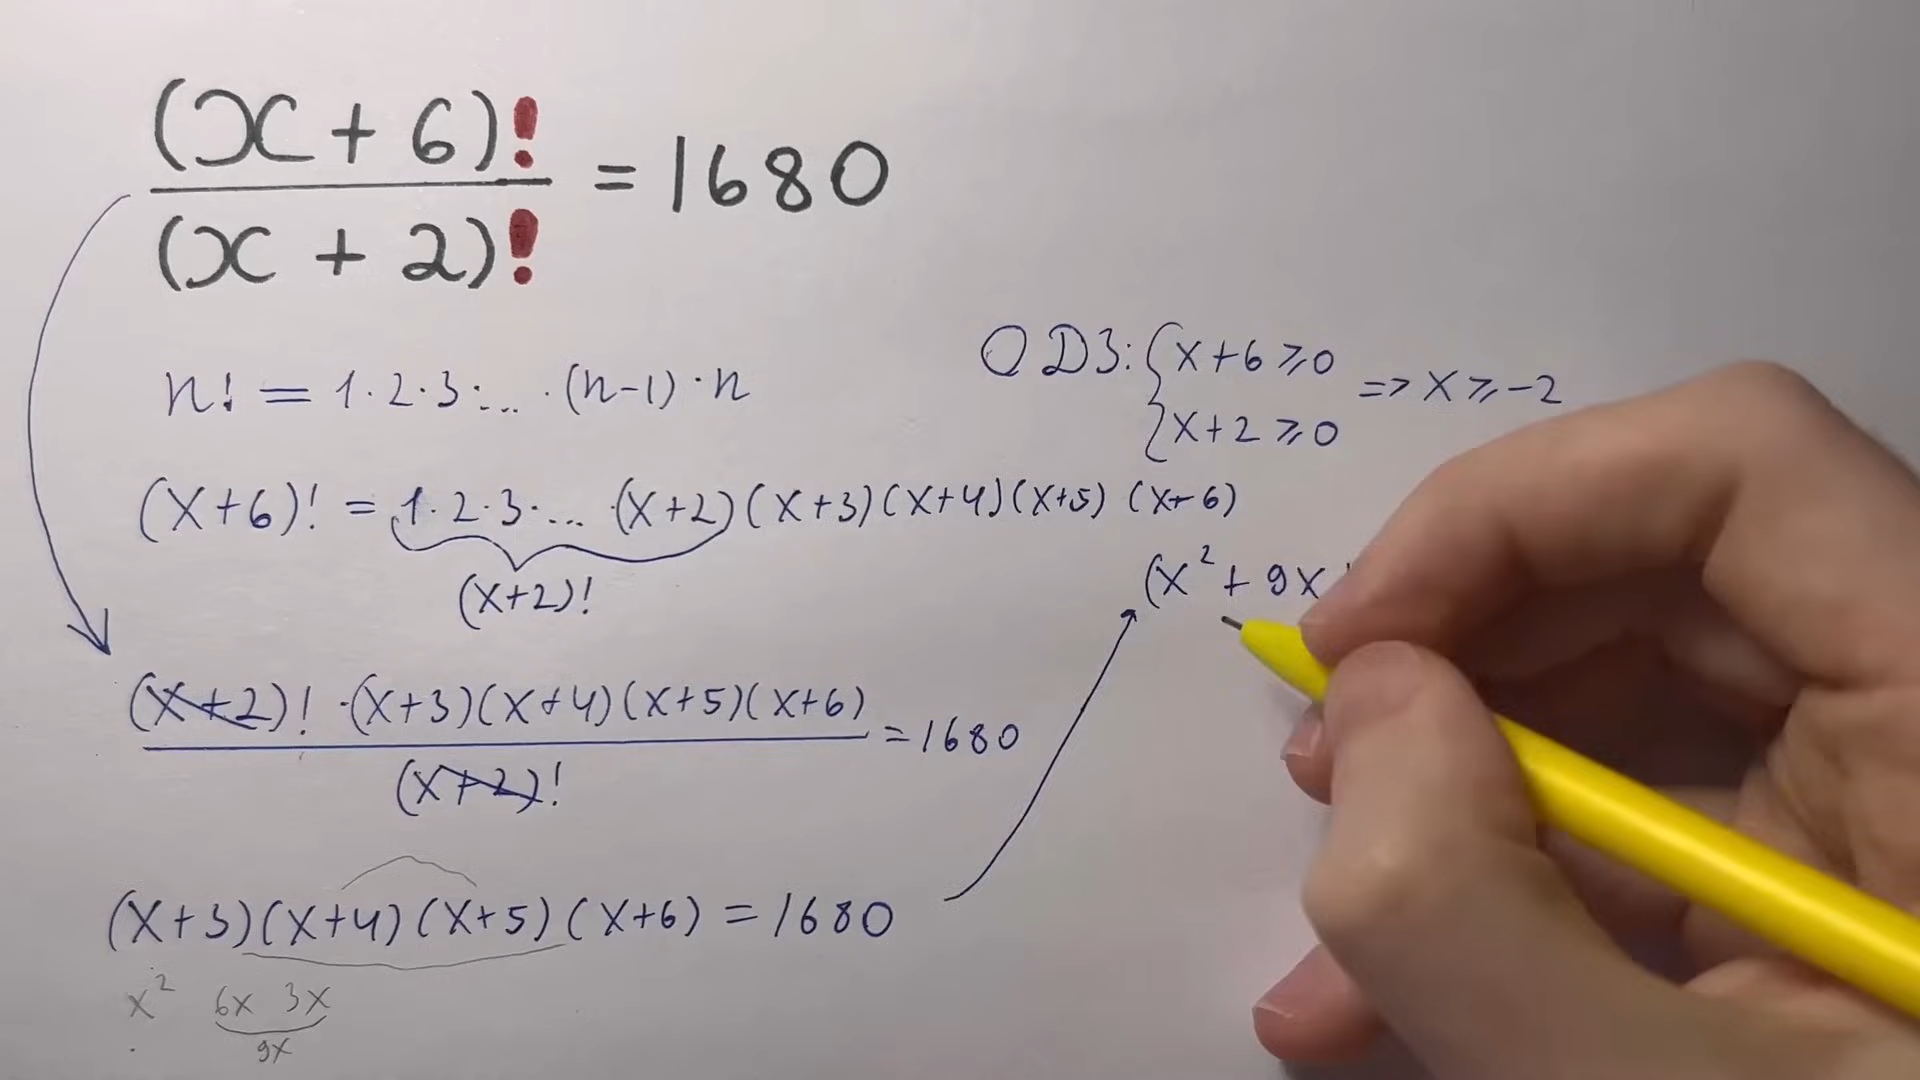 (x + 6)!
――――― = 1680
(x + 2)!
n! = 1·2·3·... ·(n-1)·n
ОДЗ: { x+6 ⩾ 0
{ x+2 ⩾ 0 => x ⩾ -2
(x+6)! = 1·2·3·... ·(x+2)(x+3)(x+4)(x+5)(x+6)
(x+2)!
(x+2)! ·(x+3)(x+4)(x+5)(x+6)
――――― = 1680
(x+2)!
(x+3)(x+4)(x+5)(x+6) = 1680
x² 6x 3x
9x
(x² + 9x